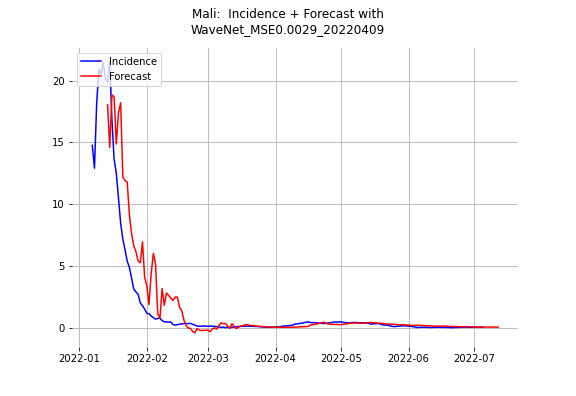 Mali:  Incidence + Forecast with
WaveNet_MSE0.0029_20220409
Incidence
Forecast
20
15
10
5
0
2022-01 2022-02 2022-03 2022-04 2022-05 2022-06 2022-07